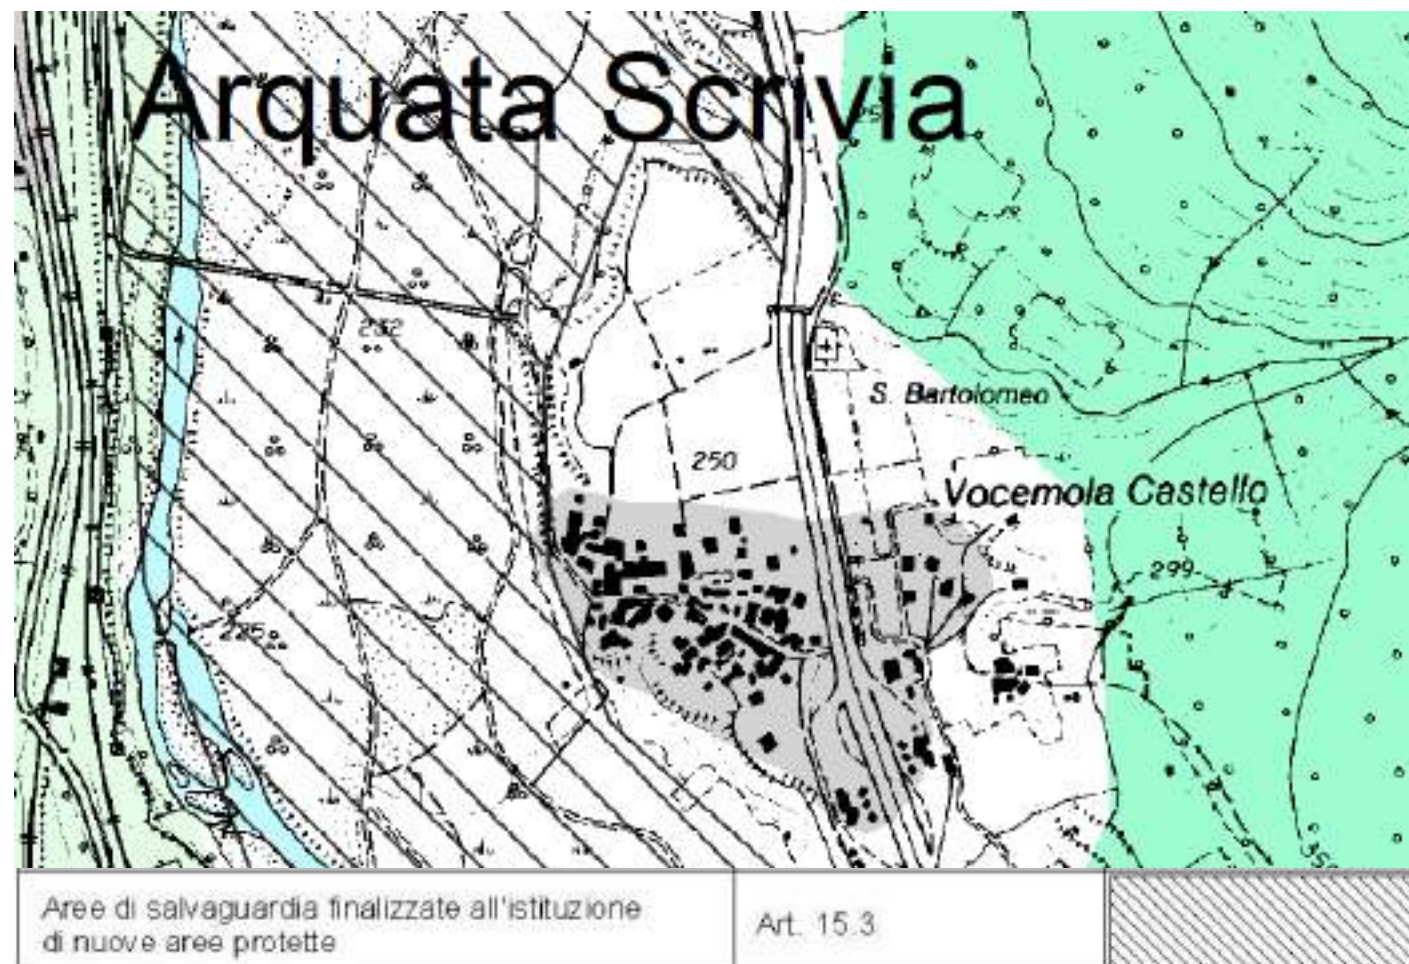 Arquata Scrivia
232
S. Bartolomeo
250
Vocemola Castello
299
225
Aree di salvaguardia finalizzate all'istituzione
di nuove aree protette
Art. 15.3